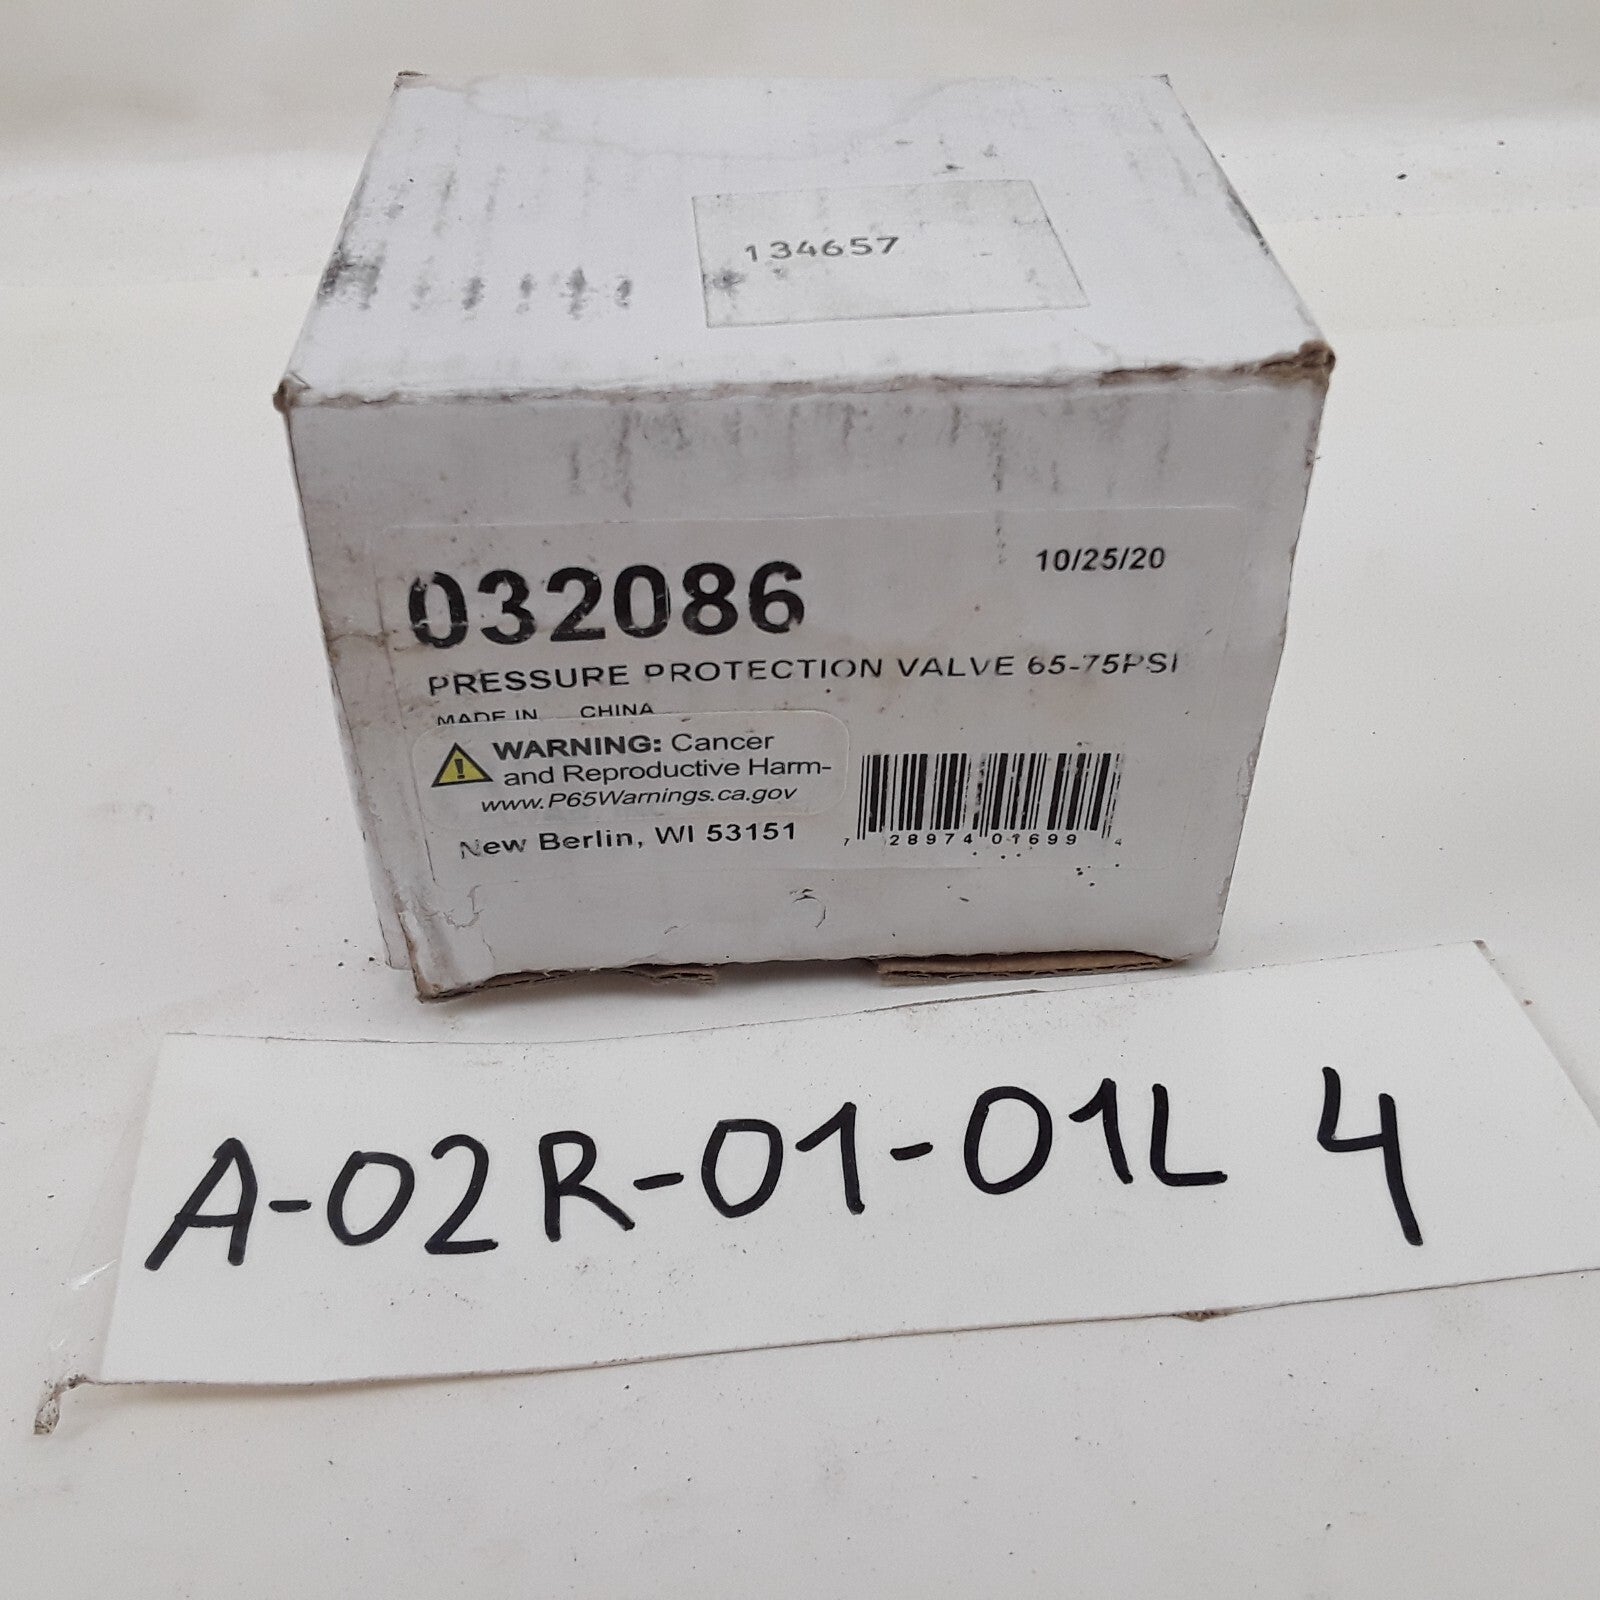 134657
032086 10/25/20
PRESSURE PROTECTION VALVE 65-75PSI
MADE IN CHINA
WARNING: Cancer
and Reproductive Harm-
www.P65Warnings.ca.gov
New Berlin, WI 53151
7 28974 01699 4
A-02R-01-01L 4